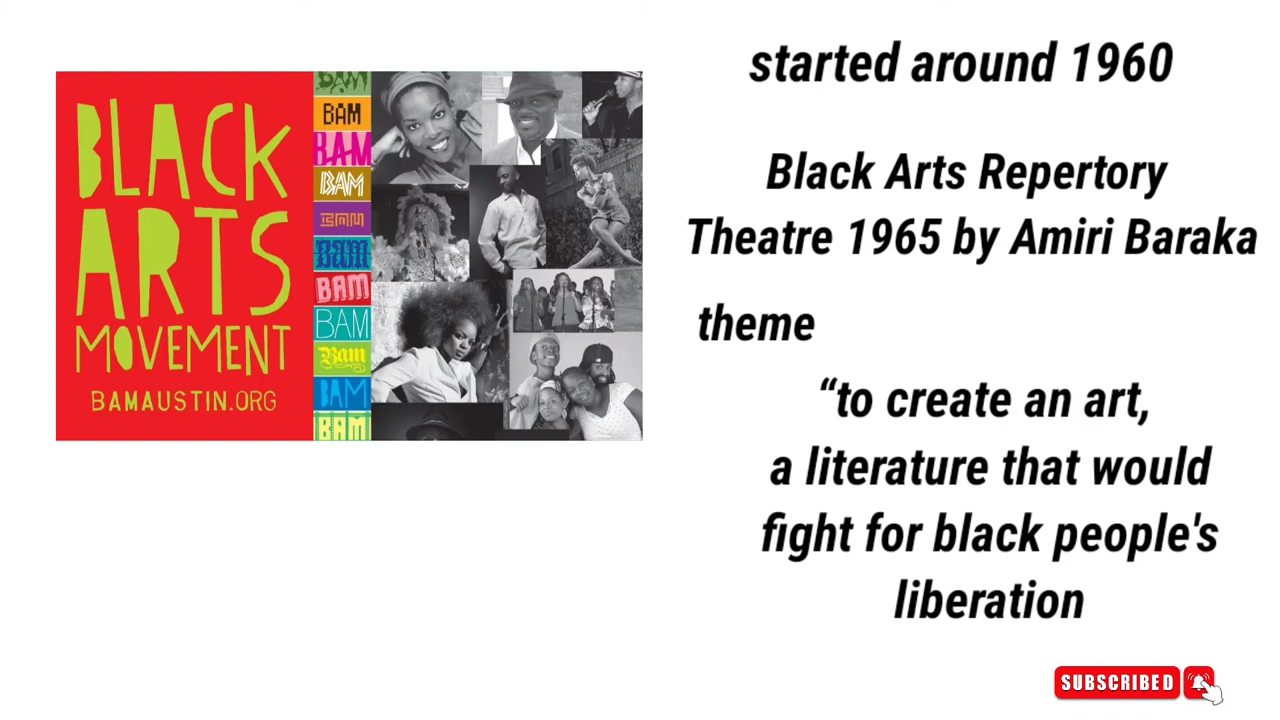 BLACK
ARTS
MOVEMENT
BAMAUSTIN.ORG
BAM
BAM
BAM
BAM
BAM
BAM
BAM
BAM
Bam
BAM
BAM
started around 1960
Black Arts Repertory
Theatre 1965 by Amiri Baraka
theme
“to create an art,
a literature that would
fight for black people's
liberation
SUBSCRIBED